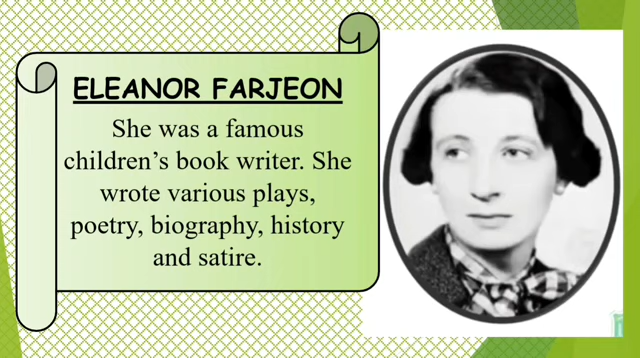 ELEANOR FARJEON
She was a famous
children’s book writer. She
wrote various plays,
poetry, biography, history
and satire.